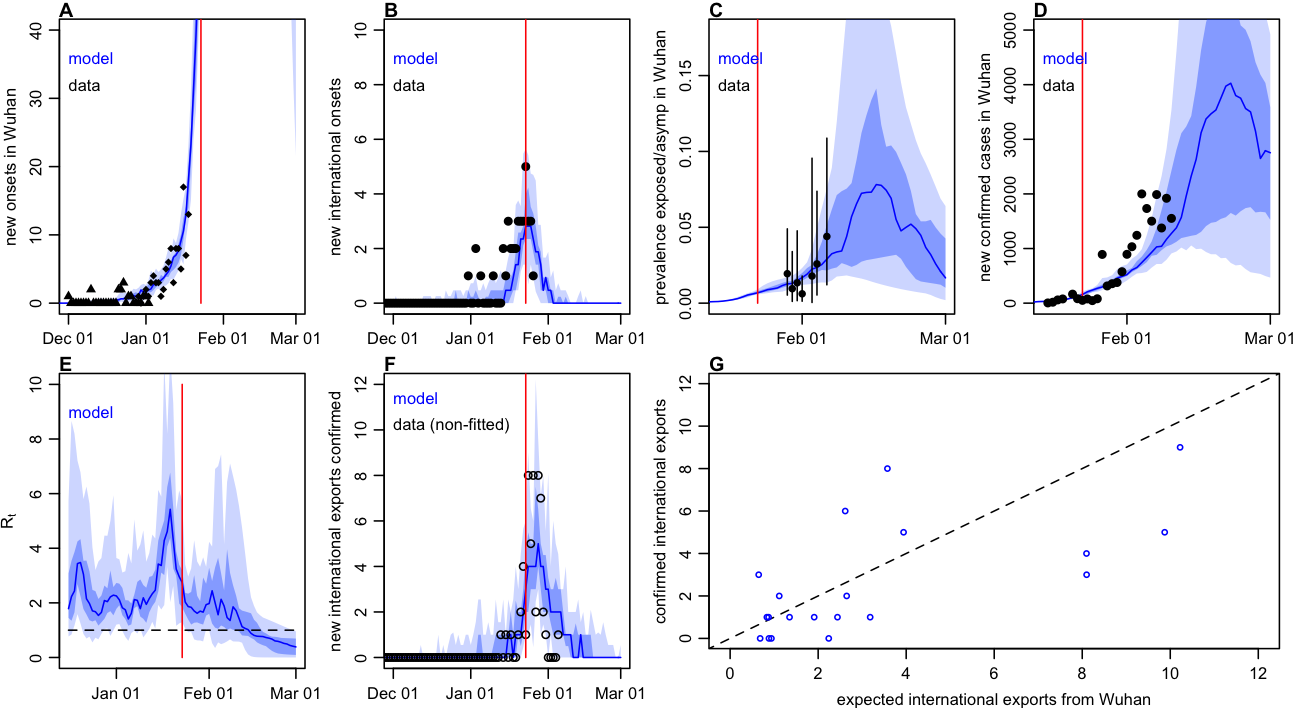 A
new onsets in Wuhan
40
30
20
10
0
model
data
Dec 01 Jan 01 Feb 01 Mar 01
B
new international onsets
10
8
6
4
2
0
model
data
Dec 01 Jan 01 Feb 01 Mar 01
C
prevalence exposed/asymp in Wuhan
0.15
0.10
0.05
0.00
model
data
Feb 01 Mar 01
D
new confirmed cases in Wuhan
5000
4000
3000
2000
1000
0
model
data
Feb 01 Mar 01
E
Rt
10
8
6
4
2
0
model
Jan 01 Feb 01 Mar 01
F
new international exports confirmed
12
10
8
6
4
2
0
model
data (non-fitted)
Dec 01 Jan 01 Feb 01 Mar 01
G
confirmed international exports
12
10
8
6
4
2
0
0 2 4 6 8 10 12
expected international exports from Wuhan